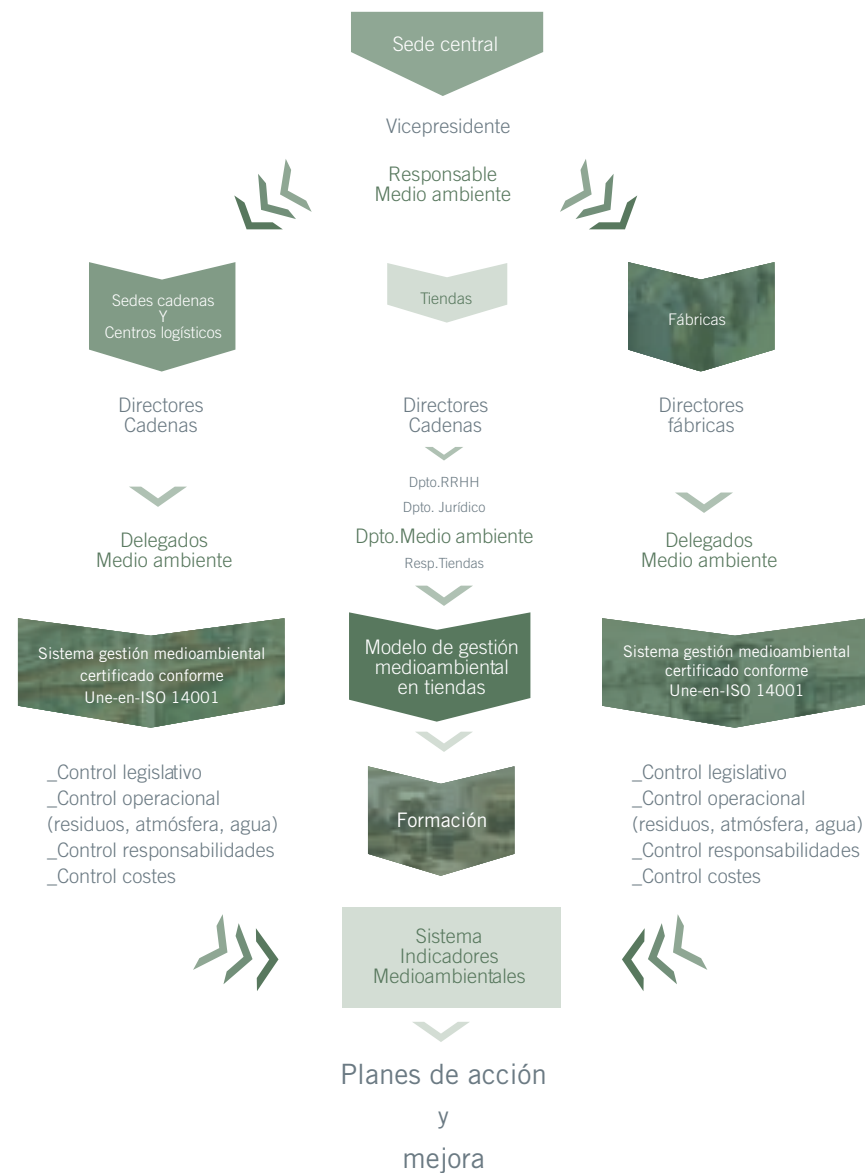 Sede central
Vicepresidente
Responsable
Medio ambiente
Sedes cadenas
Y
Centros logísticos
Tiendas
Fábricas
Directores
Cadenas
Directores
Cadenas
Directores
fábricas
Dpto.RRHH
Dpto. Jurídico
Dpto.Medio ambiente
Resp.Tiendas
Delegados
Medio ambiente
Delegados
Medio ambiente
Sistema gestión medioambiental
certificado conforme
Une-en-ISO 14001
Modelo de gestión
medioambiental
en tiendas
Sistema gestión medioambiental
certificado conforme
Une-en-ISO 14001
_Control legislativo
_Control operacional
(residuos, atmósfera, agua)
_Control responsabilidades
_Control costes
Formación
_Control legislativo
_Control operacional
(residuos, atmósfera, agua)
_Control responsabilidades
_Control costes
Sistema
Indicadores
Medioambientales
Planes de acción
y
mejora